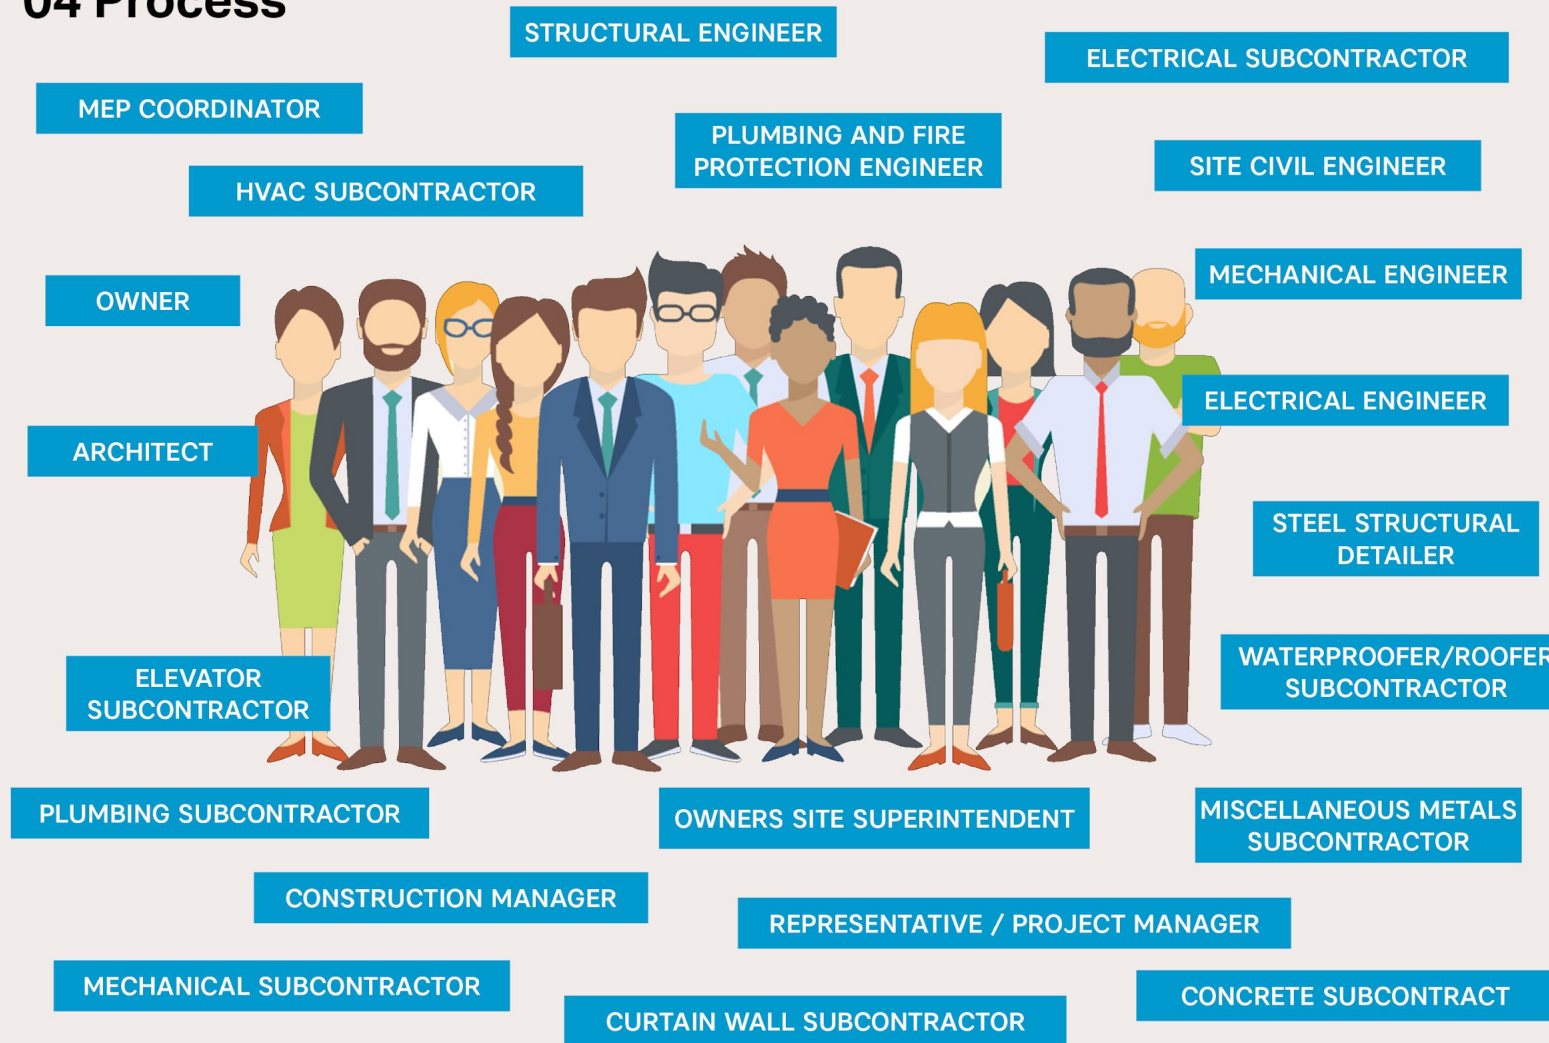 04 Process
STRUCTURAL ENGINEER
ELECTRICAL SUBCONTRACTOR
MEP COORDINATOR
PLUMBING AND FIRE
PROTECTION ENGINEER
SITE CIVIL ENGINEER
HVAC SUBCONTRACTOR
MECHANICAL ENGINEER
OWNER
ELECTRICAL ENGINEER
ARCHITECT
STEEL STRUCTURAL
DETAILER
WATERPROOFER/ROOFER
SUBCONTRACTOR
ELEVATOR
SUBCONTRACTOR
PLUMBING SUBCONTRACTOR
OWNERS SITE SUPERINTENDENT
MISCELLANEOUS METALS
SUBCONTRACTOR
CONSTRUCTION MANAGER
REPRESENTATIVE / PROJECT MANAGER
MECHANICAL SUBCONTRACTOR
CONCRETE SUBCONTRACT
CURTAIN WALL SUBCONTRACTOR